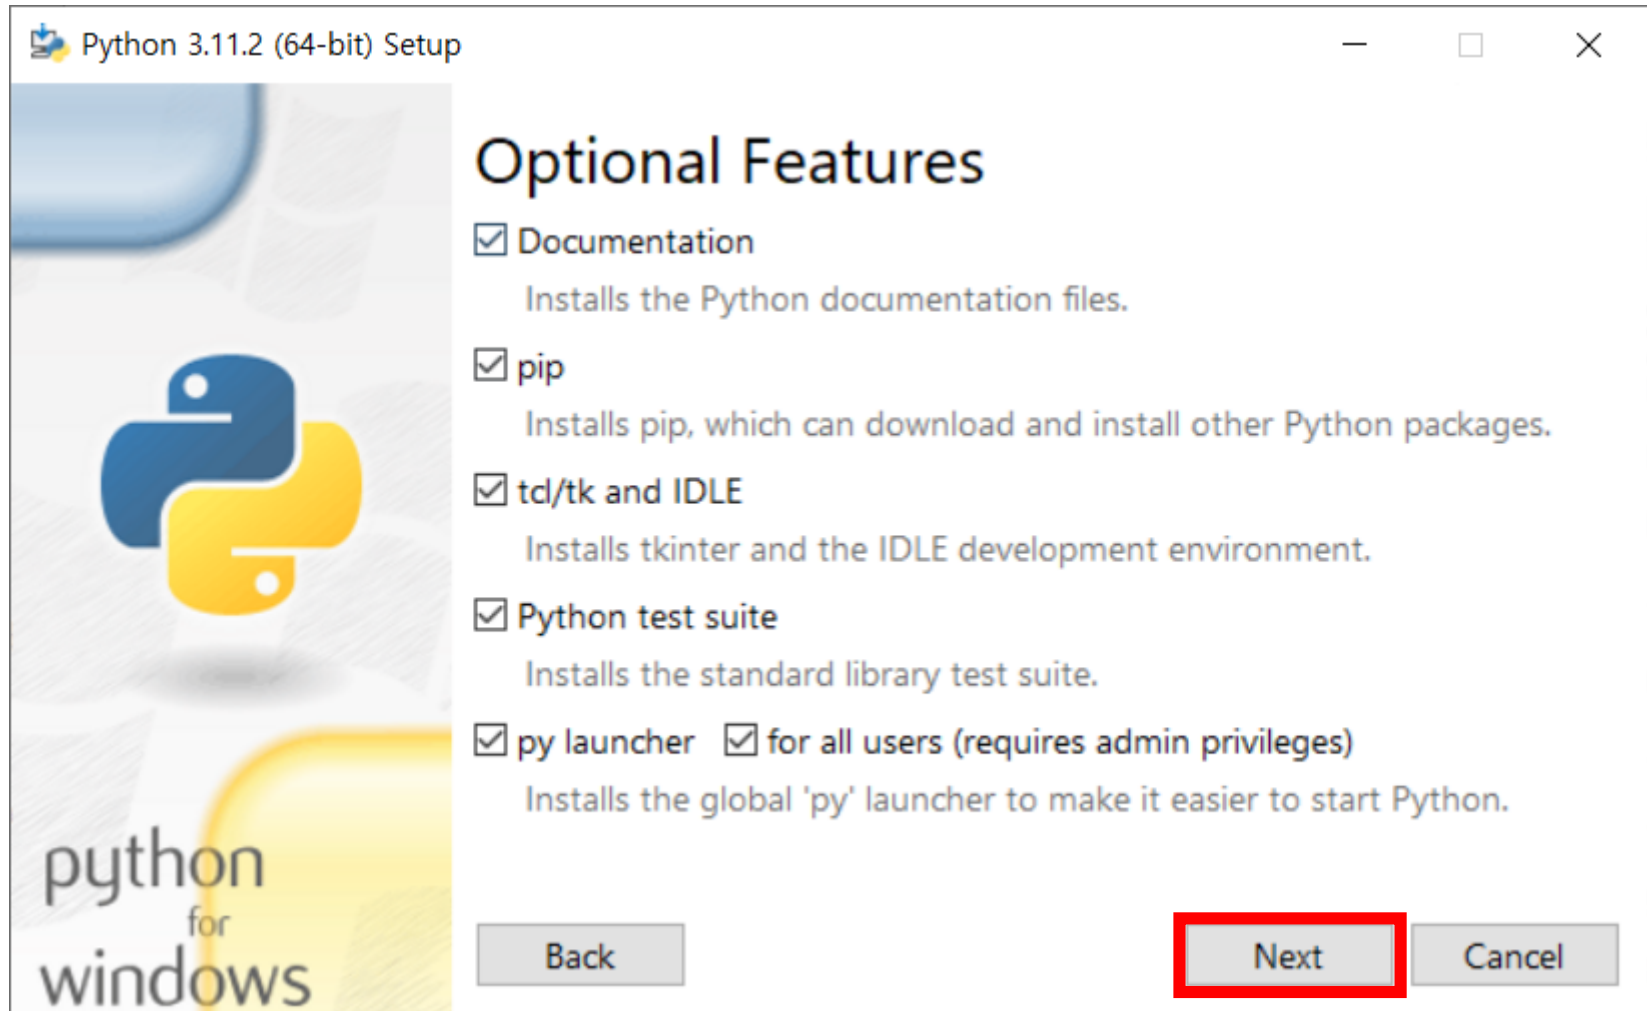 Python 3.11.2 (64-bit) Setup
Optional Features
Documentation
Installs the Python documentation files.
pip
Installs pip, which can download and install other Python packages.
tcl/tk and IDLE
Installs tkinter and the IDLE development environment.
Python test suite
Installs the standard library test suite.
py launcher for all users (requires admin privileges)
Installs the global 'py' launcher to make it easier to start Python.
python
for
windows
Back Next Cancel